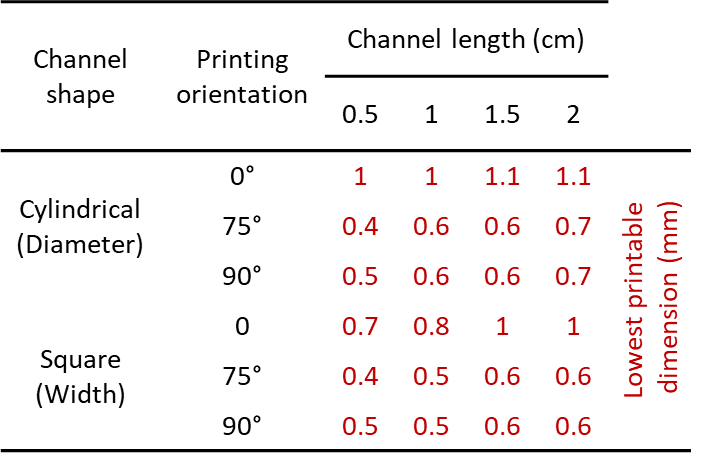 Channel shape
Printing orientation
Channel length (cm)
0.5 1 1.5 2
Cylindrical (Diameter)
0° 1 1 1.1 1.1
75° 0.4 0.6 0.6 0.7
90° 0.5 0.6 0.6 0.7
Square (Width)
0 0.7 0.8 1 1
75° 0.4 0.5 0.6 0.6
90° 0.5 0.5 0.6 0.6
Lowest printable
dimension (mm)